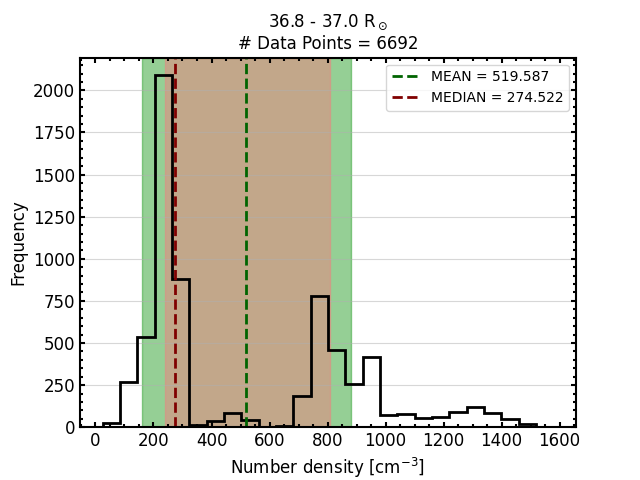 36.8 - 37.0 R⊙
# Data Points = 6692
MEAN = 519.587
MEDIAN = 274.522
Frequency
2000
1750
1500
1250
1000
750
500
250
0
0 200 400 600 800 1000 1200 1400 1600
Number density [cm⁻³]